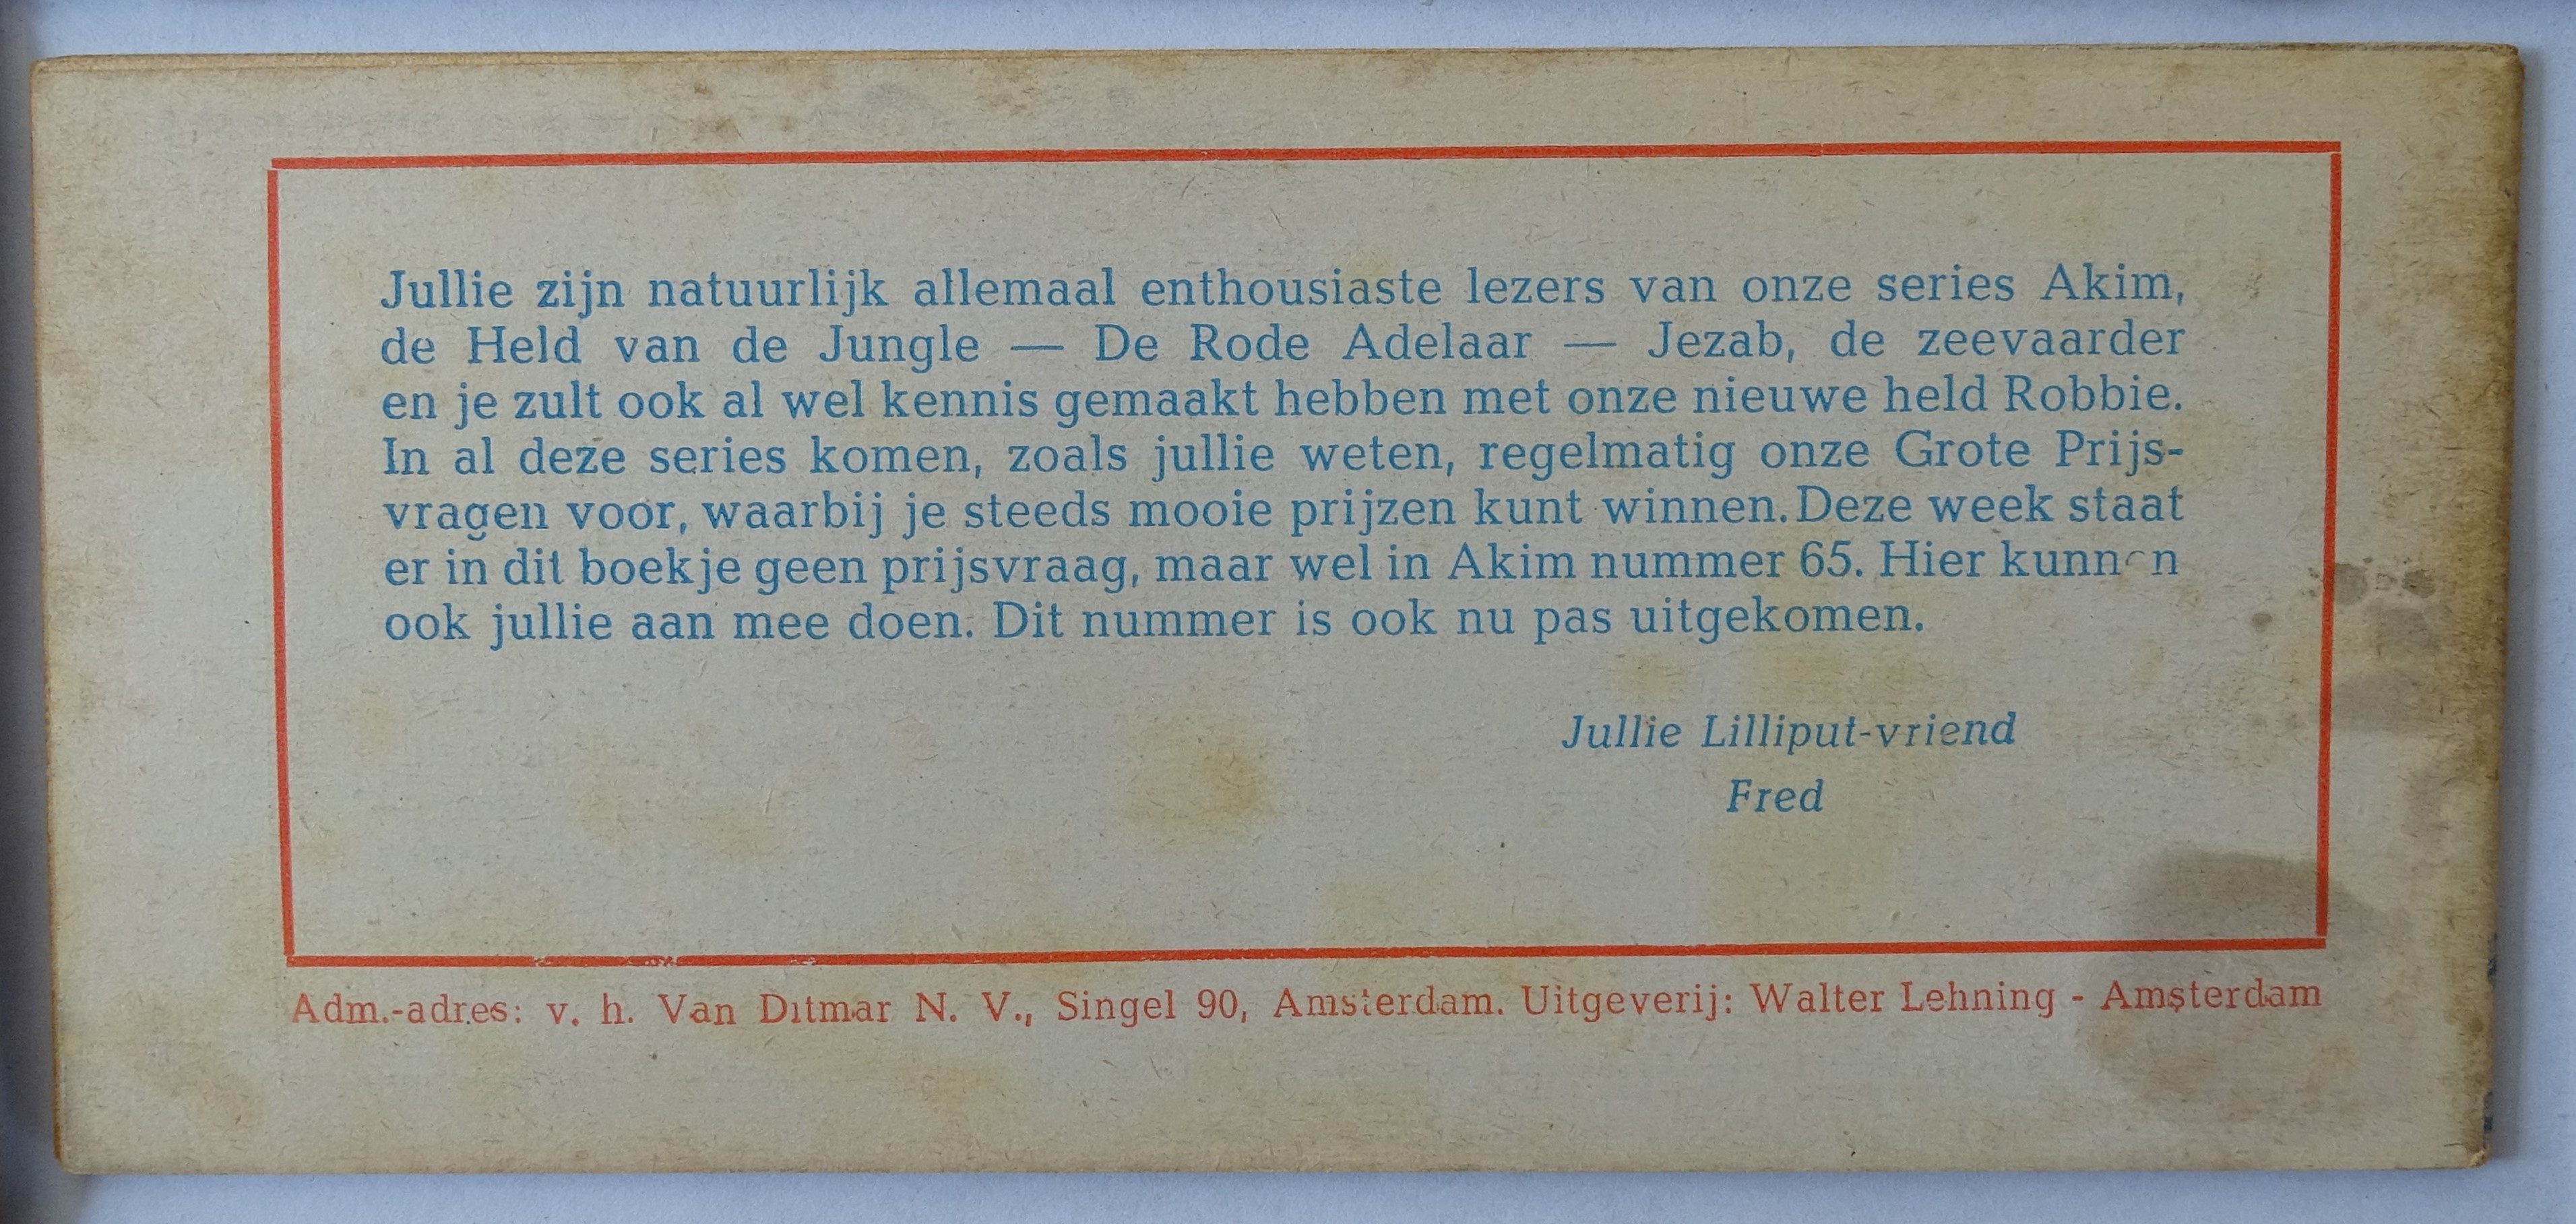 Jullie zijn natuurlijk allemaal enthousiaste lezers van onze series Akim,
de Held van de Jungle — De Rode Adelaar — Jezab, de zeevaarder
en je zult ook al wel kennis gemaakt hebben met onze nieuwe held Robbie.
In al deze series komen, zoals jullie weten, regelmatig onze Grote Prijs-
vragen voor, waarbij je steeds mooie prijzen kunt winnen. Deze week staat
er in dit boekje geen prijsvraag, maar wel in Akim nummer 65. Hier kunnen
ook jullie aan mee doen. Dit nummer is ook nu pas uitgekomen.
Jullie Lilliput-vriend
Fred
Adm.-adres: v. h. Van Ditmar N. V., Singel 90, Amsterdam. Uitgeverij: Walter Lehning - Amsterdam